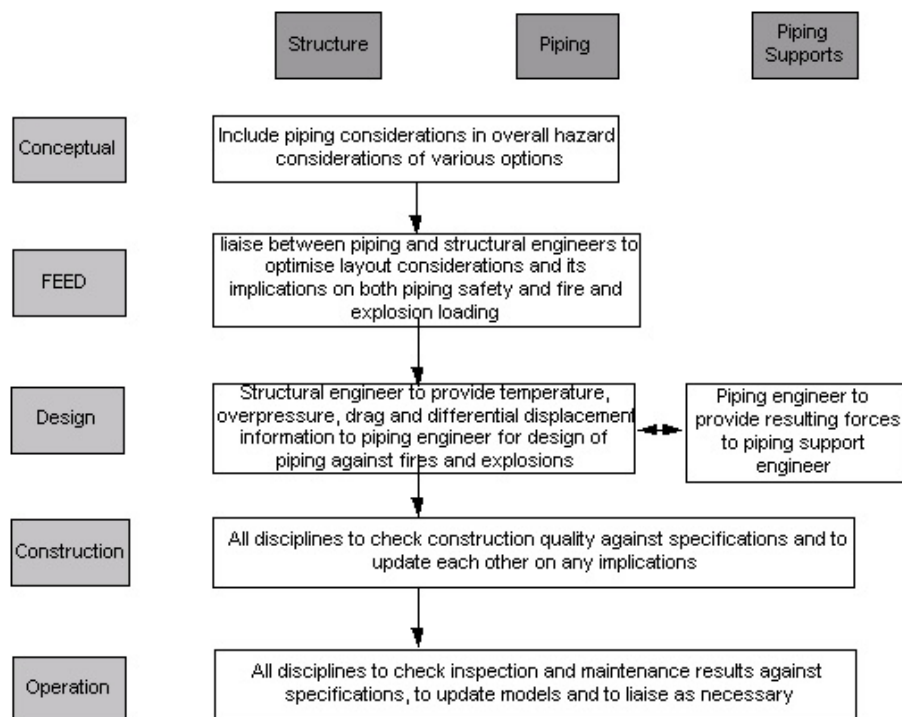 Structure
Piping
Piping
Supports
Conceptual
Include piping considerations in overall hazard
considerations of various options
FEED
liaise between piping and structural engineers to
optimise layout considerations and its
implications on both piping safety and fire and
explosion loading
Design
Structural engineer to provide temperature,
overpressure, drag and differential displacement
information to piping engineer for design of
piping against fires and explosions
Piping engineer to
provide resulting forces
to piping support
engineer
Construction
All disciplines to check construction quality against specifications and to
update each other on any implications
Operation
All disciplines to check inspection and maintenance results against
specifications, to update models and to liaise as necessary